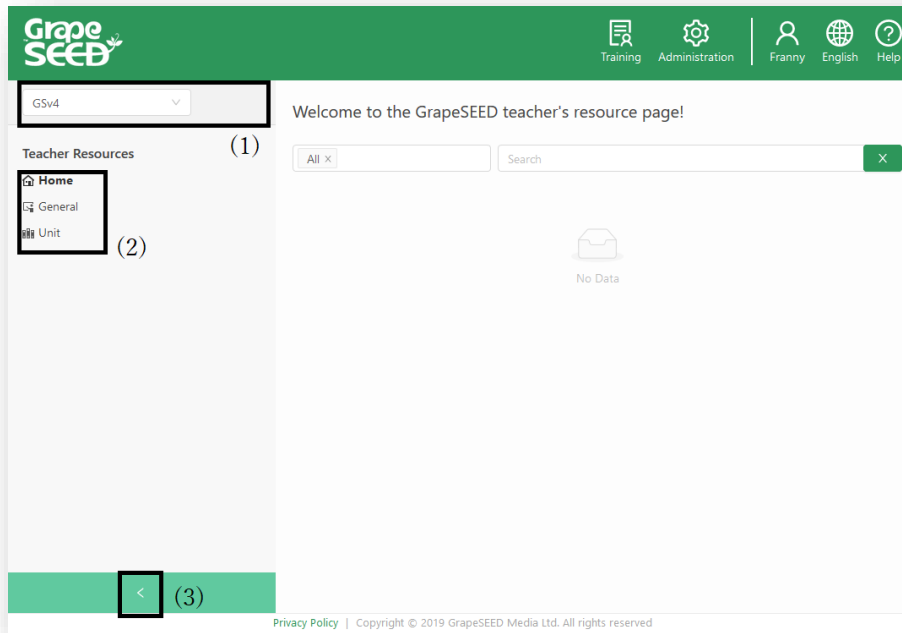 Grape
SEED
Training
Administration
Franny
English
Help
GSv4
(1)
Teacher Resources
Home
General
Unit
(2)
Welcome to the GrapeSEED teacher's resource page!
All ×
Search
X
No Data
<
(3)
Privacy Policy | Copyright © 2019 GrapeSEED Media Ltd. All rights reserved